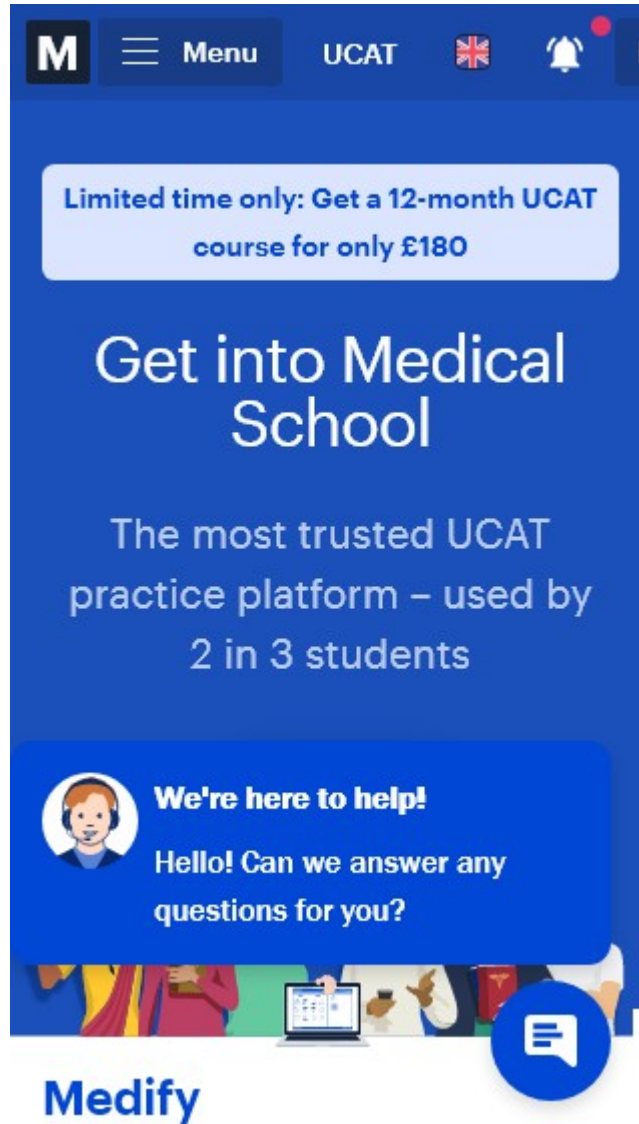 M
Menu
UCAT
Limited time only: Get a 12-month UCAT
course for only £180
Get into Medical
School
The most trusted UCAT
practice platform – used by
2 in 3 students
We're here to help!
Hello! Can we answer any
questions for you?
Medify